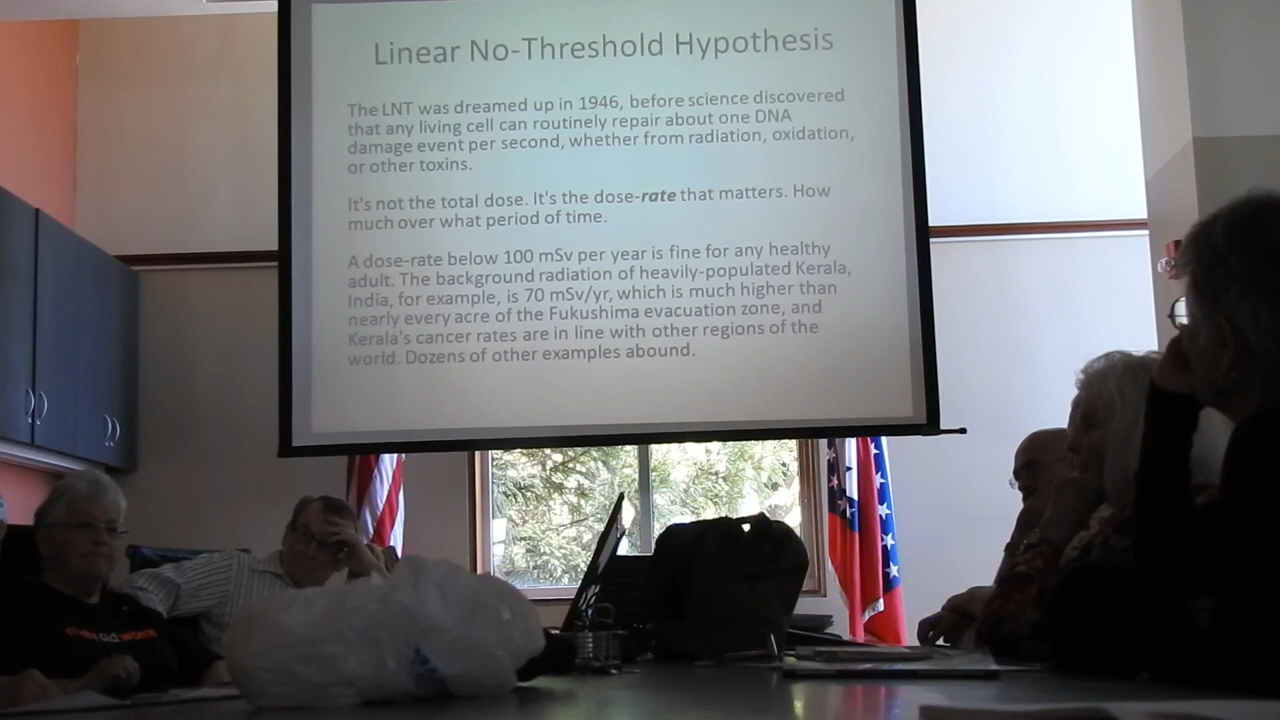 Linear No-Threshold Hypothesis
The LNT was dreamed up in 1946, before science discovered
that any living cell can routinely repair about one DNA
damage event per second, whether from radiation, oxidation,
or other toxins.
It's not the total dose. It's the dose-rate that matters. How
much over what period of time.
A dose-rate below 100 mSv per year is fine for any healthy
adult. The background radiation of heavily-populated Kerala,
India, for example, is 70 mSv/yr, which is much higher than
nearly every acre of the Fukushima evacuation zone, and
Kerala's cancer rates are in line with other regions of the
world. Dozens of other examples abound.